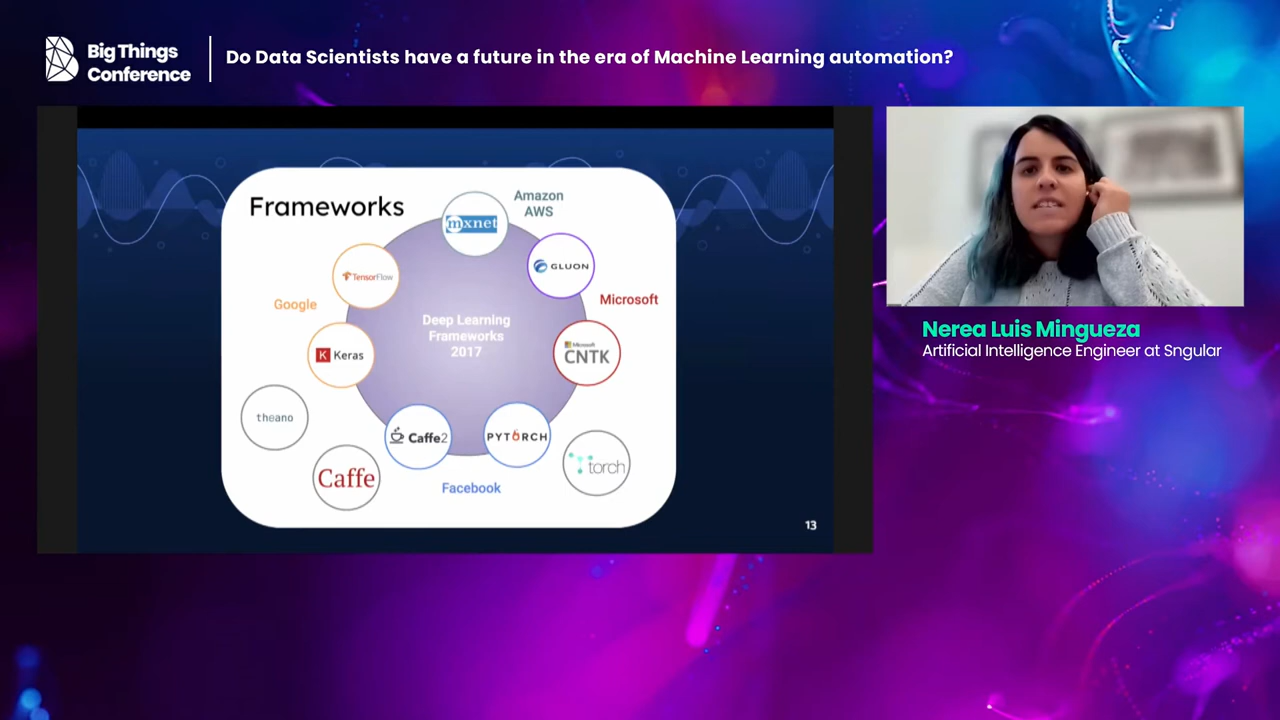 Big Things
Conference
Do Data Scientists have a future in the era of Machine Learning automation?
Frameworks
Amazon
AWS
mxnet
GLUON
TensorFlow
Google
Microsoft
Deep Learning
Frameworks
2017
Keras
Microsoft
CNTK
theano
Caffe2
PYTORCH
Caffe
torch
Facebook
13
Nerea Luis Mingueza
Artificial Intelligence Engineer at Sngular